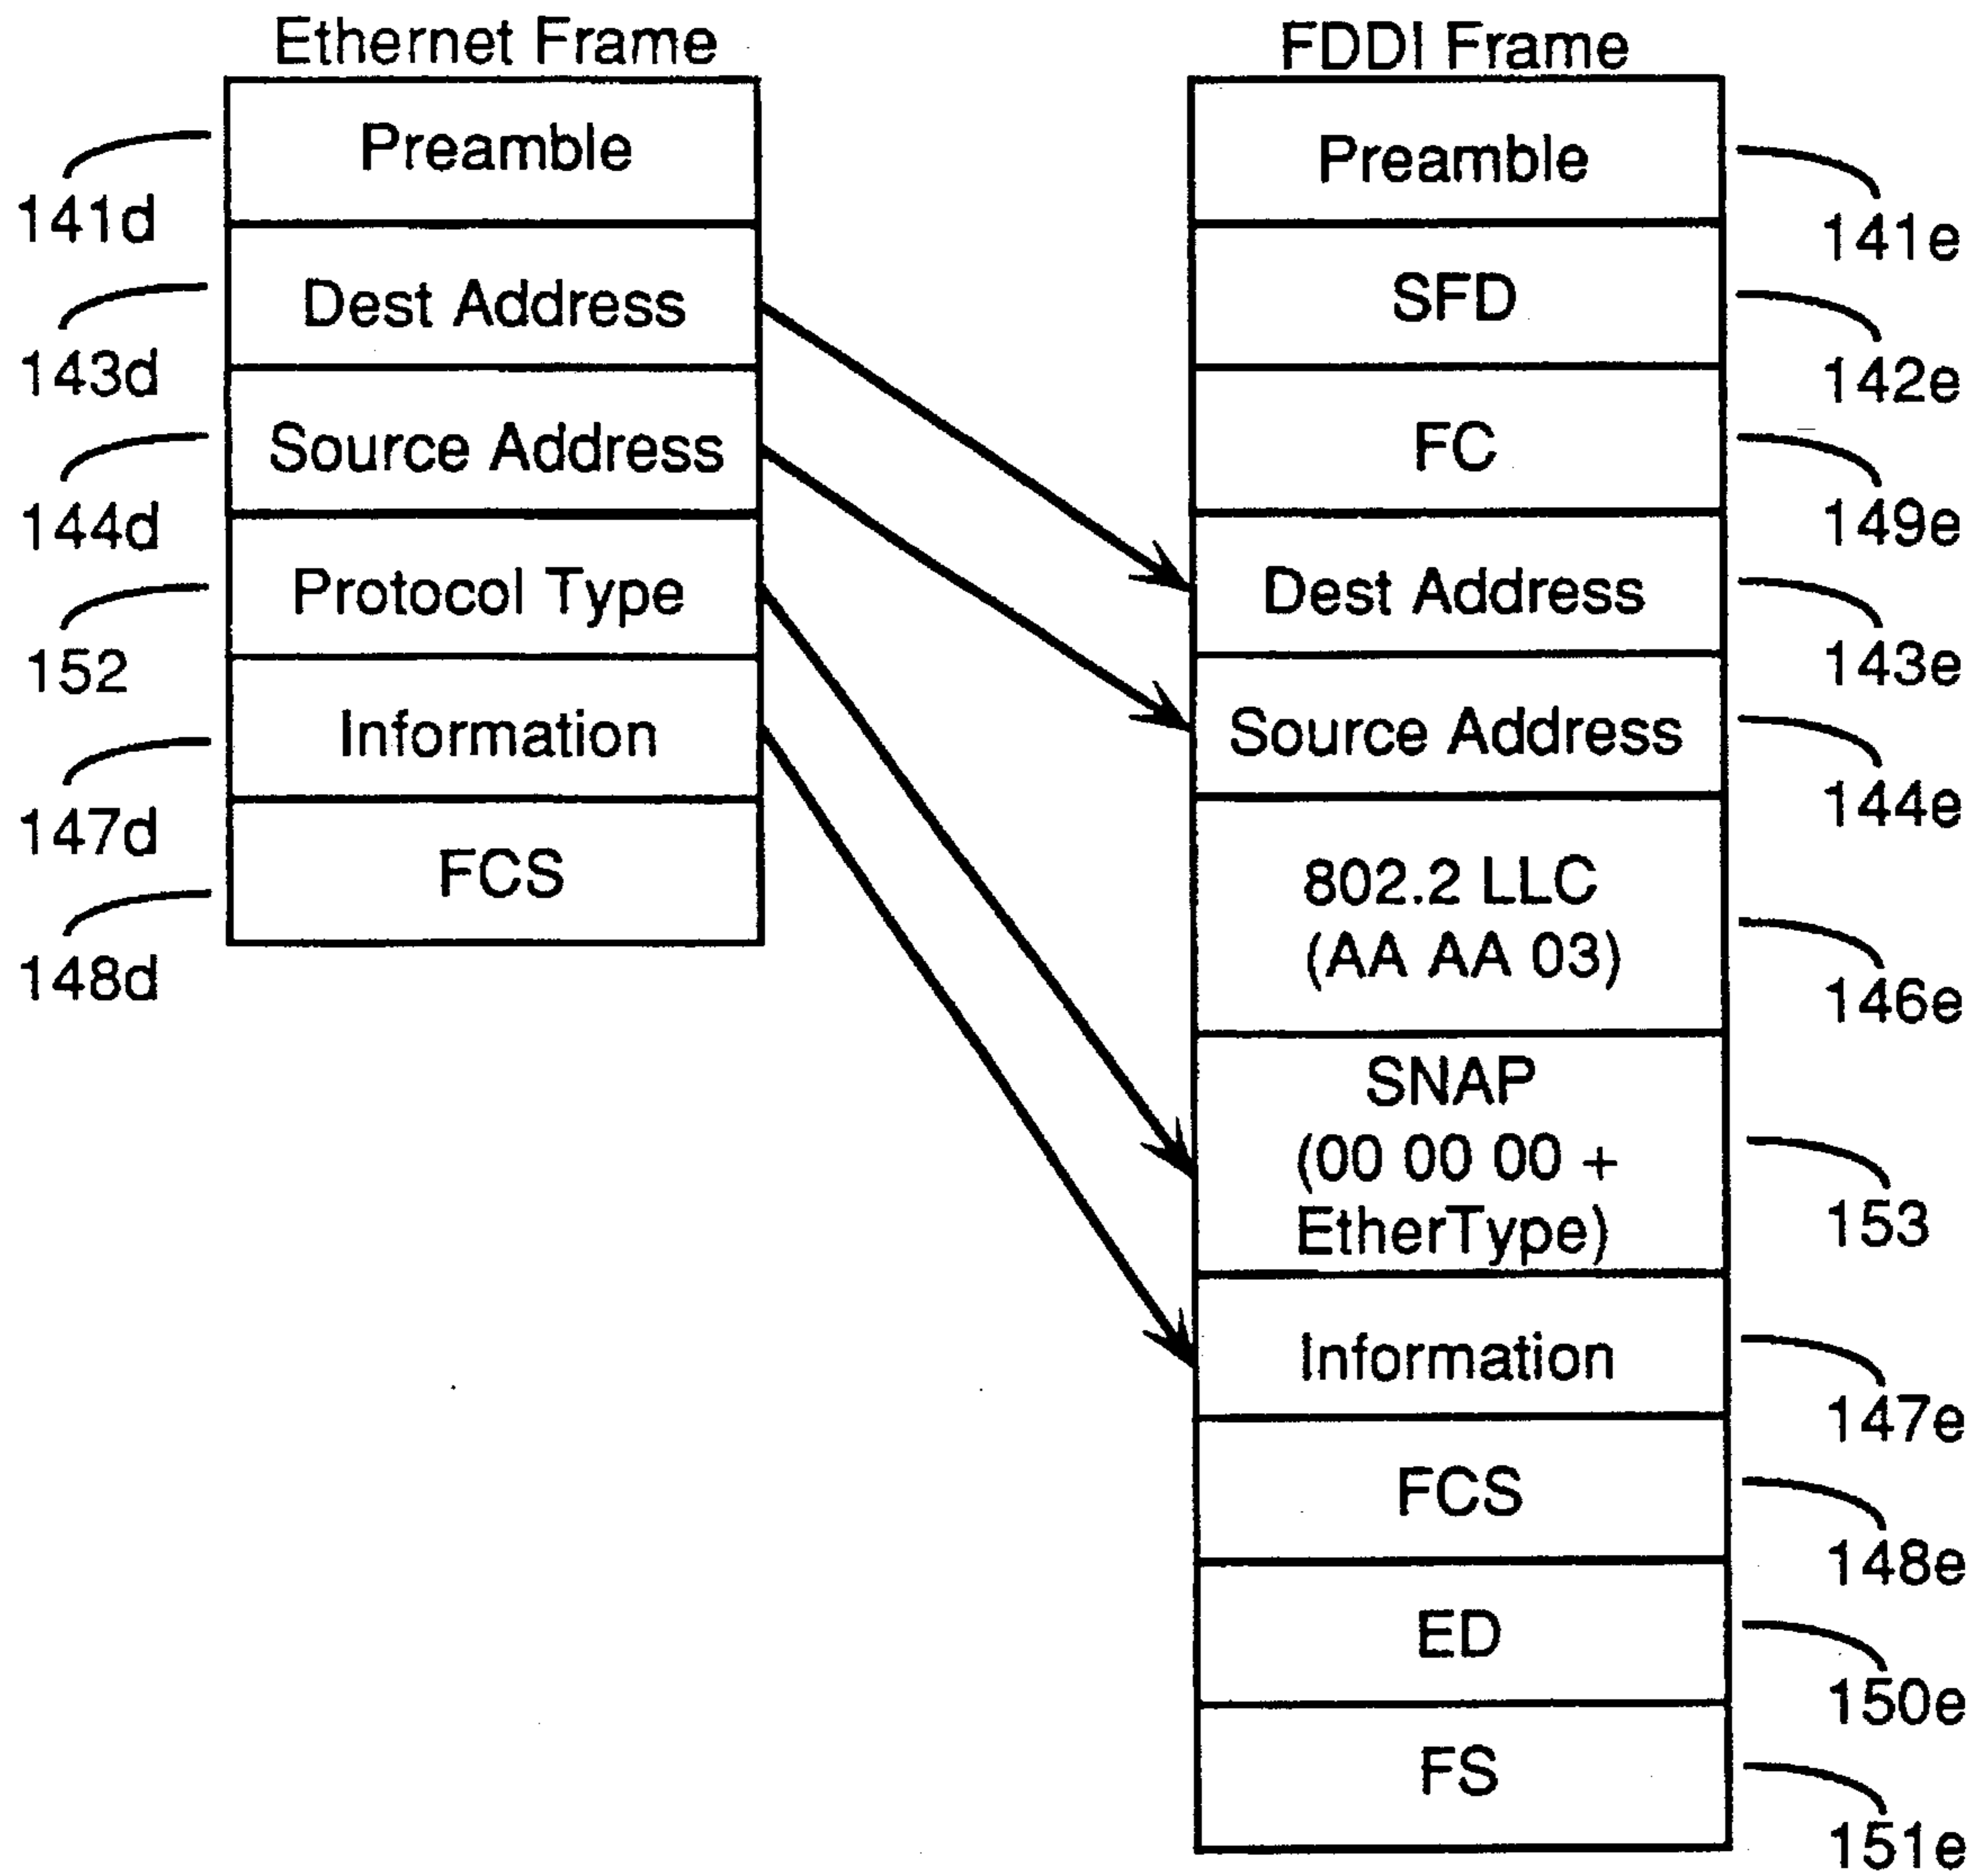 Ethernet Frame
Preamble
141d
Dest Address
143d
Source Address
144d
Protocol Type
152
Information
147d
FCS
148d
FDDI Frame
Preamble
141e
SFD
142e
FC
149e
Dest Address
143e
Source Address
144e
802.2 LLC
(AA AA 03)
146e
SNAP
(00 00 00 +
EtherType)
153
Information
147e
FCS
148e
ED
150e
FS
151e